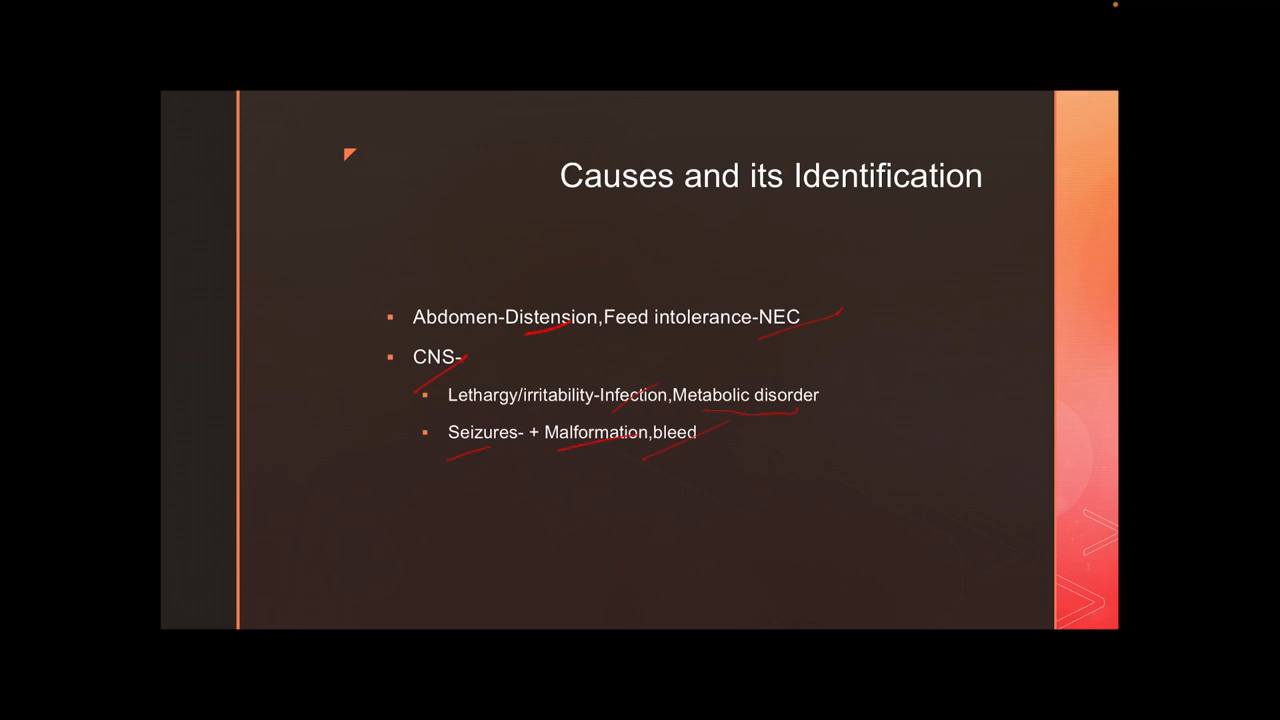 Causes and its Identification
Abdomen-Distension,Feed intolerance-NEC
CNS-
Lethargy/irritability-Infection,Metabolic disorder
Seizures- + Malformation,bleed